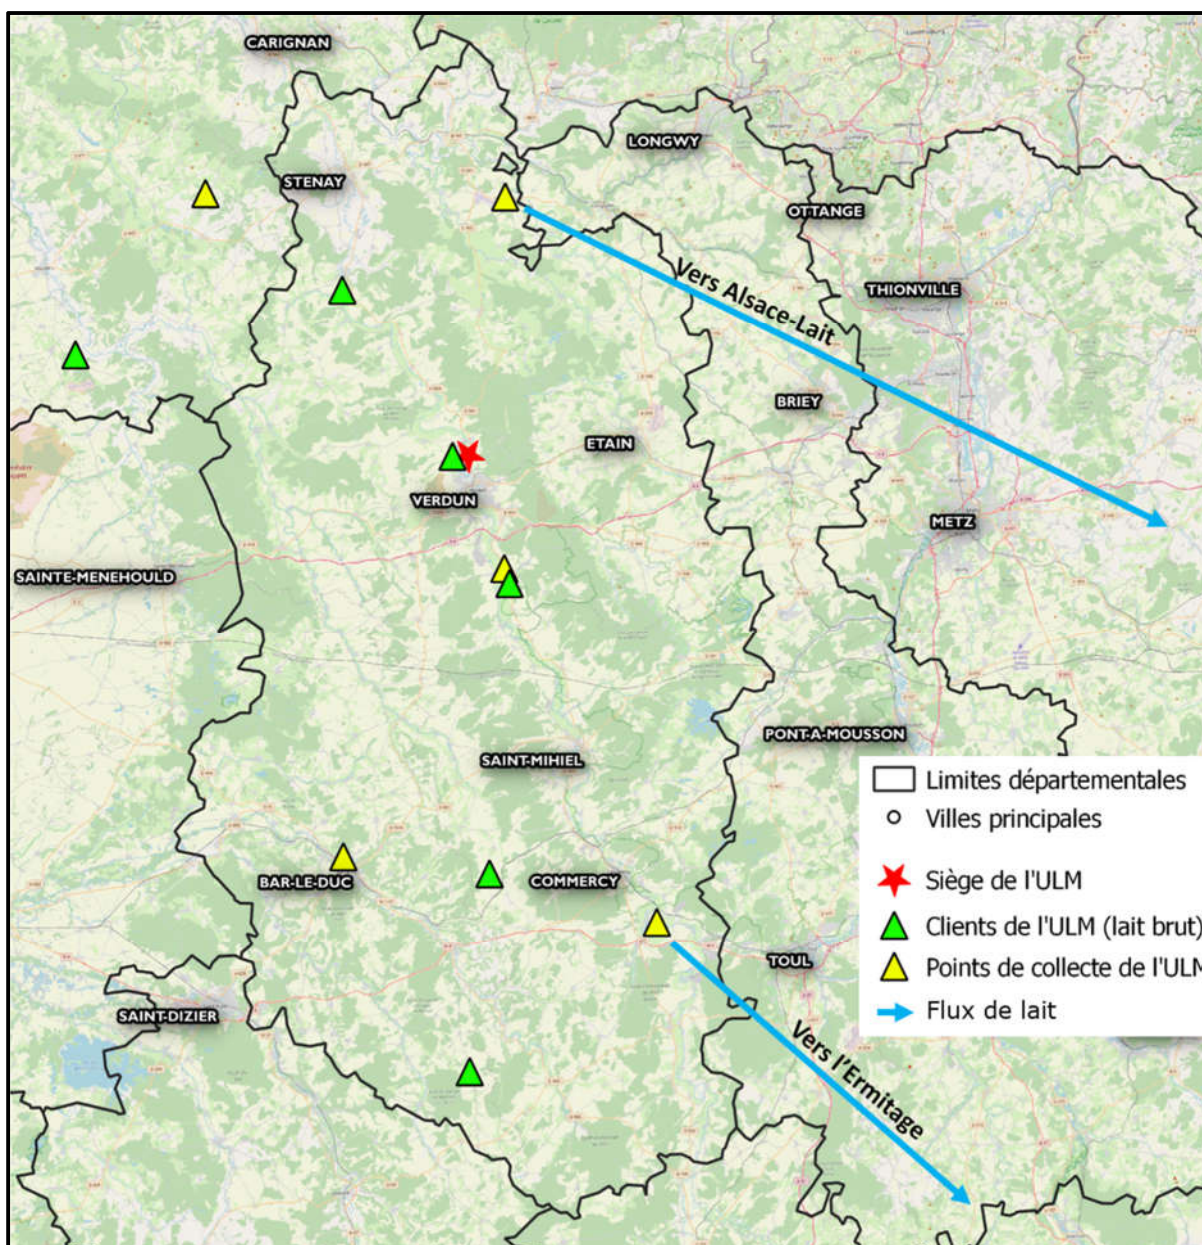 CARIGNAN
LONGWY
STENAY
OTTANGE
THIONVILLE
Vers Alsace-Lait
BRIEY
ETAIN
VERDUN
METZ
SAINTE-MENEHOULD
PONT-A-MOUSSON
SAINT-MIHIEL
Limites départementales
Villes principales
BAR-LE-DUC
COMMERCY
Siège de l'ULM
Clients de l'ULM (lait brut)
Points de collecte de l'ULM
Flux de lait
TOUL
SAINT-DIZIER
Vers l'Ermitage